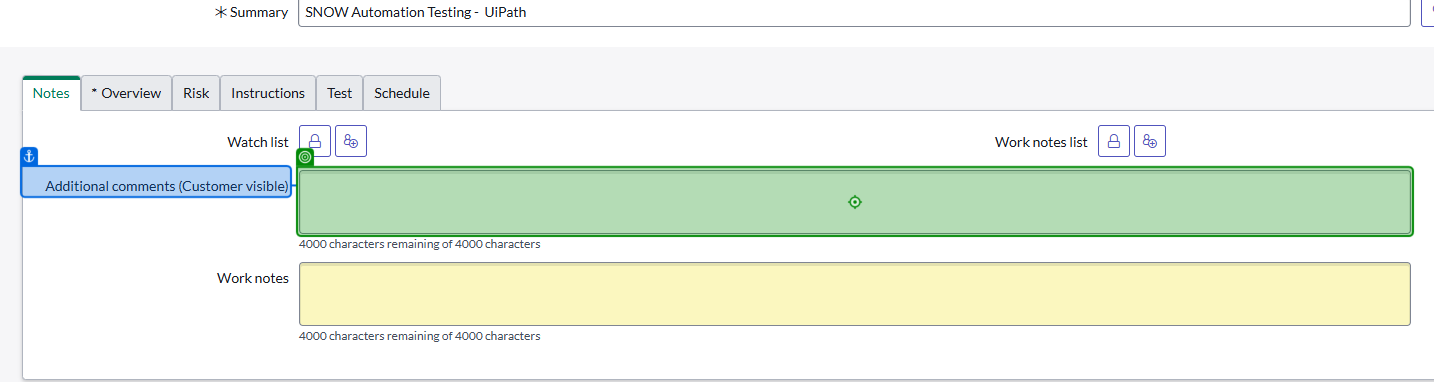 * Summary SNOW Automation Testing - UiPath
Notes * Overview Risk Instructions Test Schedule
Watch list Work notes list
Additional comments (Customer visible)
4000 characters remaining of 4000 characters
Work notes
4000 characters remaining of 4000 characters